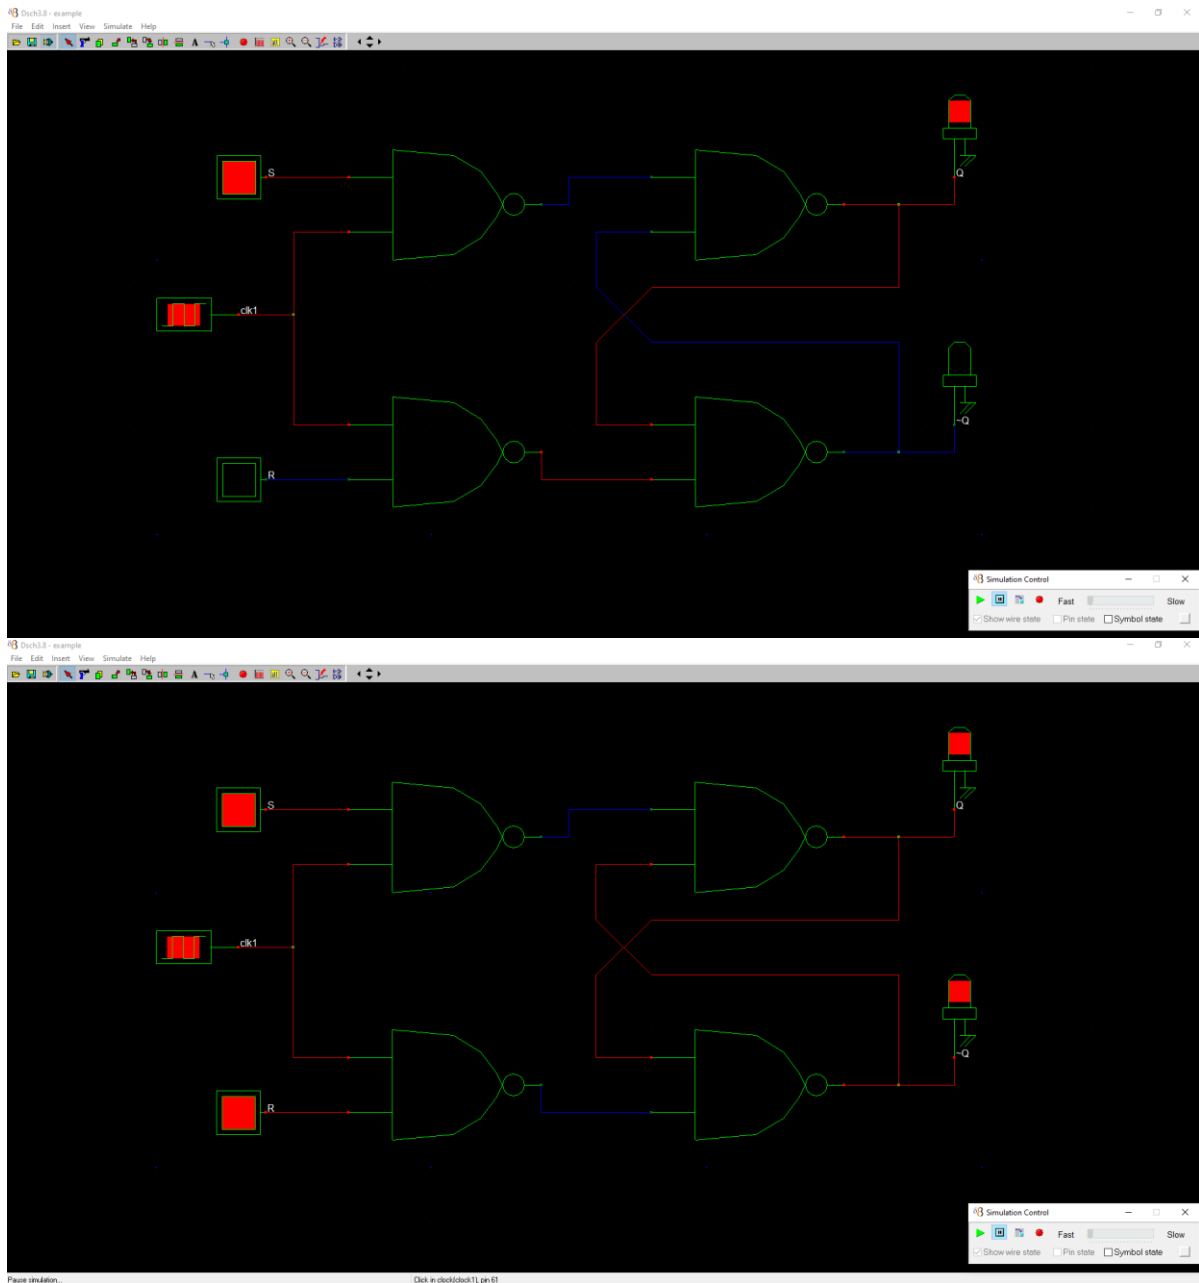 Dsch3.8 - example
File Edit Insert View Simulate Help
A
S
Q
clk1
~Q
R
Simulation Control
Fast Slow
Show wire state Pin state Symbol state
Dsch3.8 - example
File Edit Insert View Simulate Help
A
S
Q
clk1
~Q
R
Simulation Control
Fast Slow
Show wire state Pin state Symbol state
Pause simulation... Click in clock(clock1), pin 61